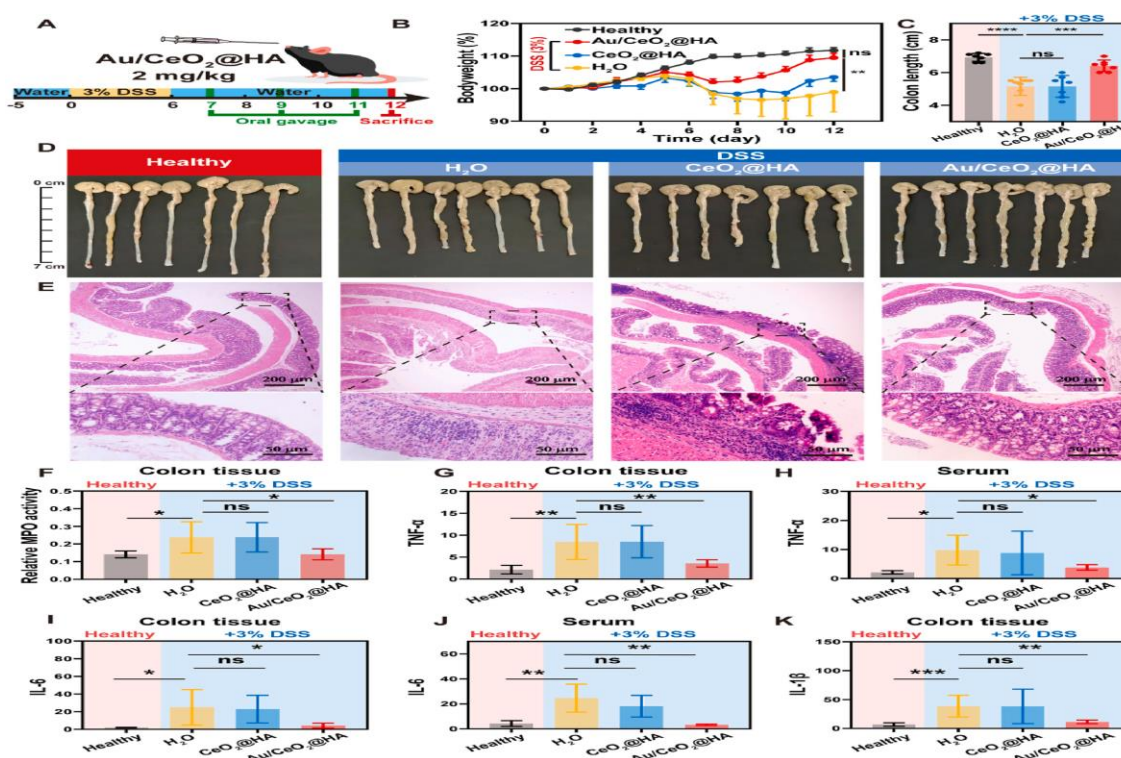 A
Au/CeO₂@HA
2 mg/kg
Water 3% DSS Water
-5 0 6 7 9 11 12
Day
Oral gavage Sacrifice
B
Bodyweight (%)
120
110
100
90
DSS (3%)
Healthy
Au/CeO₂@HA
CeO₂@HA
H₂O
ns
**
0 2 4 6 8 10 12
Time (day)
C
+3% DSS
Colon length (cm)
8
6
4
**** ***
ns
Healthy H₂O CeO₂@HA Au/CeO₂@HA
D
Healthy DSS
H₂O CeO₂@HA Au/CeO₂@HA
0 cm
7 cm
E
200 μm 200 μm 200 μm 200 μm
50 μm 50 μm 50 μm 50 μm
F Colon tissue
Healthy +3% DSS
Relative MPO activity
0.5
0.4
0.3
0.2
0.1
0.0
* ns *
Healthy H₂O CeO₂@HA Au/CeO₂@HA
G Colon tissue
Healthy +3% DSS
TNF-α
20
15
10
5
0
** ns **
Healthy H₂O CeO₂@HA Au/CeO₂@HA
H Serum
Healthy +3% DSS
TNF-α
30
20
10
0
* ns *
Healthy H₂O CeO₂@HA Au/CeO₂@HA
I Colon tissue
Healthy +3% DSS
IL-6
100
80
60
40
20
0
* ns *
Healthy H₂O CeO₂@HA Au/CeO₂@HA
J Serum
Healthy +3% DSS
IL-6
60
40
20
0
** ns **
Healthy H₂O CeO₂@HA Au/CeO₂@HA
K Colon tissue
Healthy +3% DSS
IL-1β
150
100
50
0
*** ns **
Healthy H₂O CeO₂@HA Au/CeO₂@HA